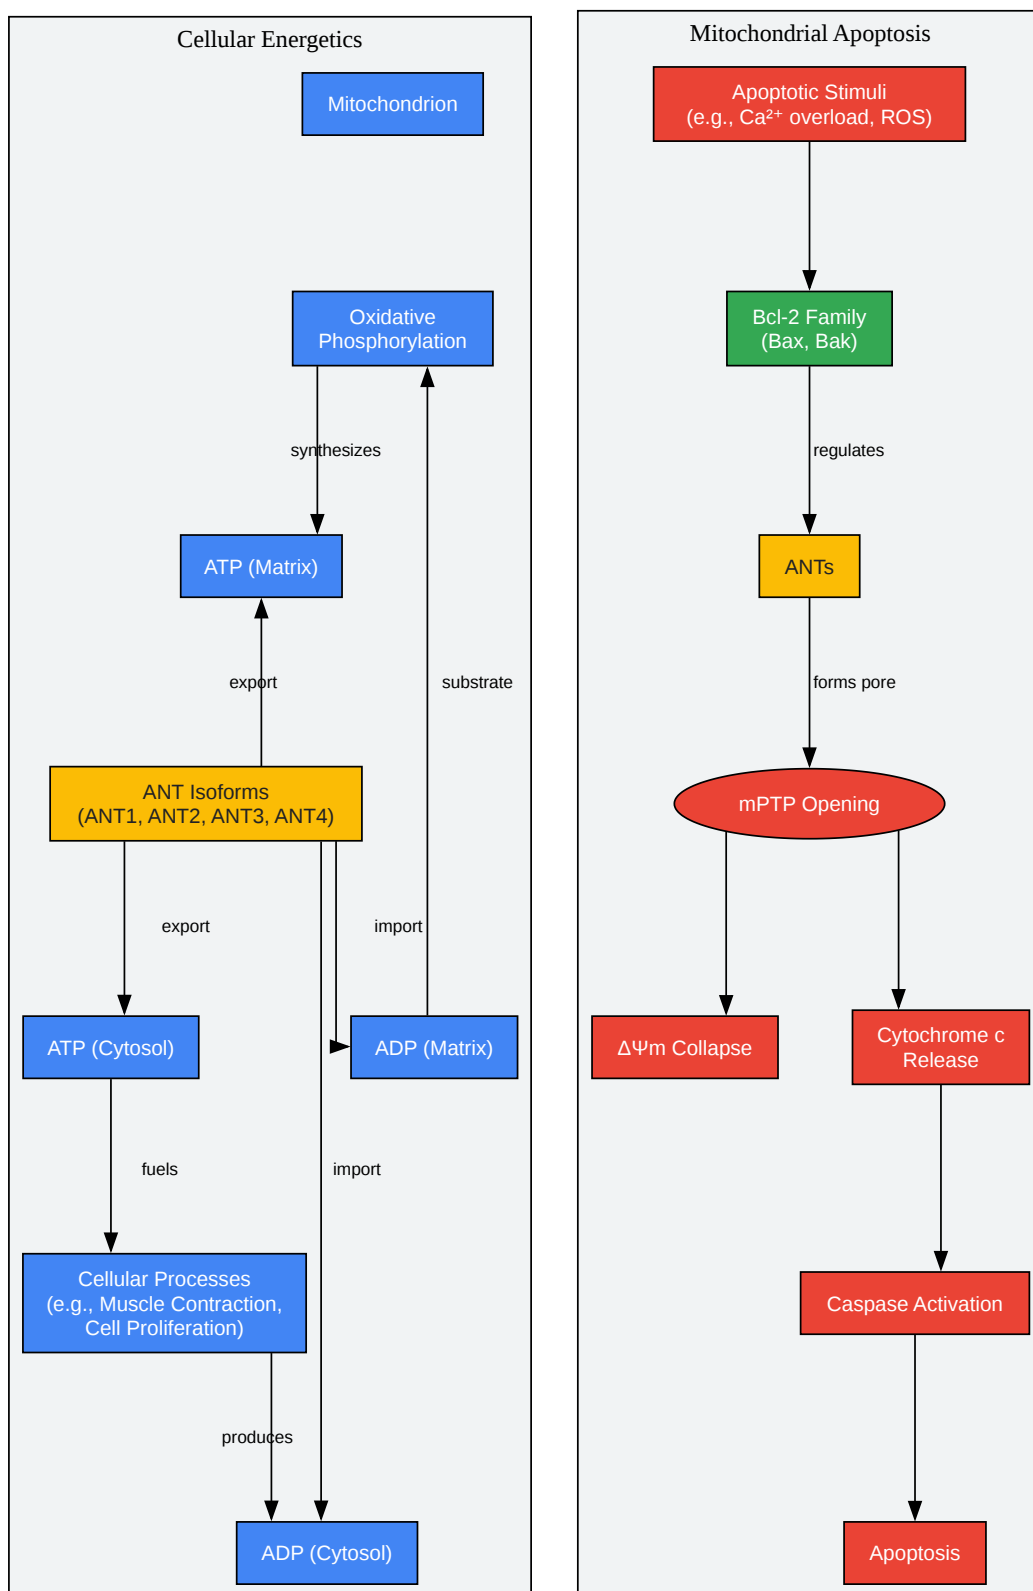 Cellular Energetics
Mitochondrion
Oxidative
Phosphorylation
synthesizes
ATP (Matrix)
export
substrate
ANT Isoforms
(ANT1, ANT2, ANT3, ANT4)
export
import
ATP (Cytosol)
ADP (Matrix)
fuels
import
Cellular Processes
(e.g., Muscle Contraction,
Cell Proliferation)
produces
ADP (Cytosol)
Mitochondrial Apoptosis
Apoptotic Stimuli
(e.g., Ca²⁺ overload, ROS)
Bcl-2 Family
(Bax, Bak)
regulates
ANTs
forms pore
mPTP Opening
ΔΨm Collapse
Cytochrome c
Release
Caspase Activation
Apoptosis